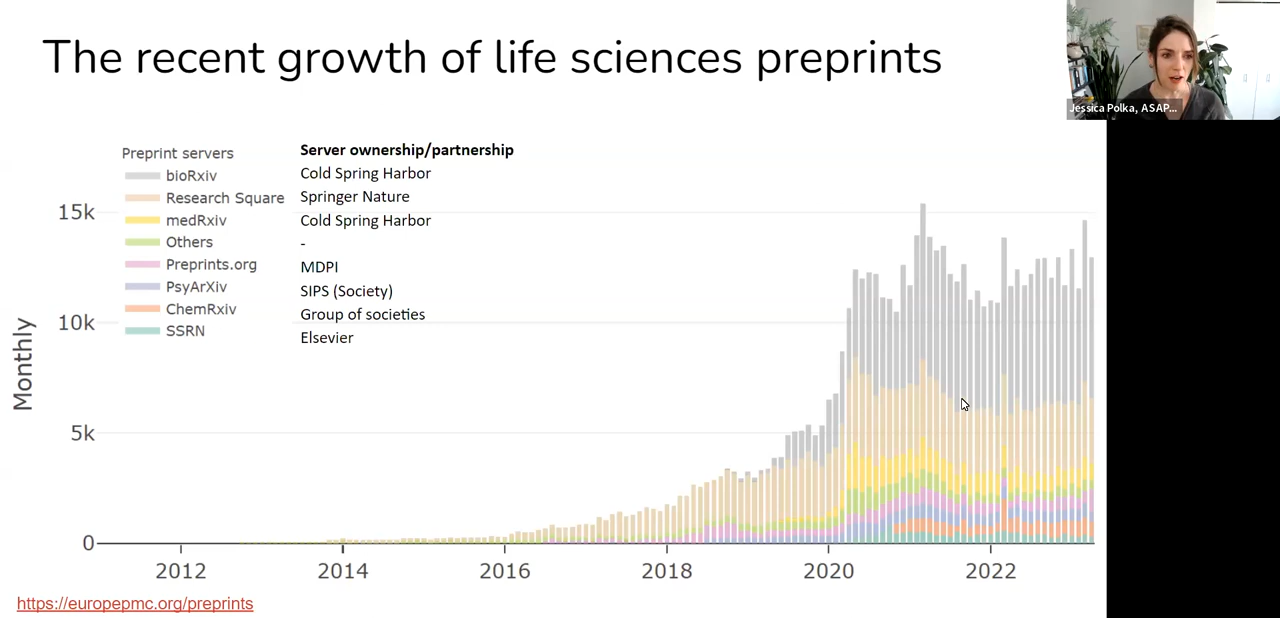 The recent growth of life sciences preprints
Jessica Polka, ASAP...
Preprint servers
Server ownership/partnership
bioRxiv
Cold Spring Harbor
Research Square
Springer Nature
medRxiv
Cold Spring Harbor
Others
-
Preprints.org
MDPI
PsyArXiv
SIPS (Society)
ChemRxiv
Group of societies
SSRN
Elsevier
Monthly
15k
10k
5k
0
2012
2014
2016
2018
2020
2022
https://europepmc.org/preprints